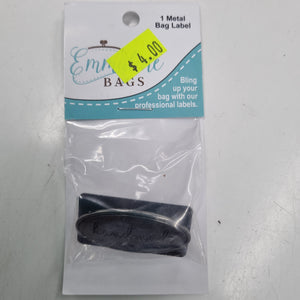 1 Metal
Bag Label
$ 4.00
BAGS
Bling
up your
bag with our
professional labels.